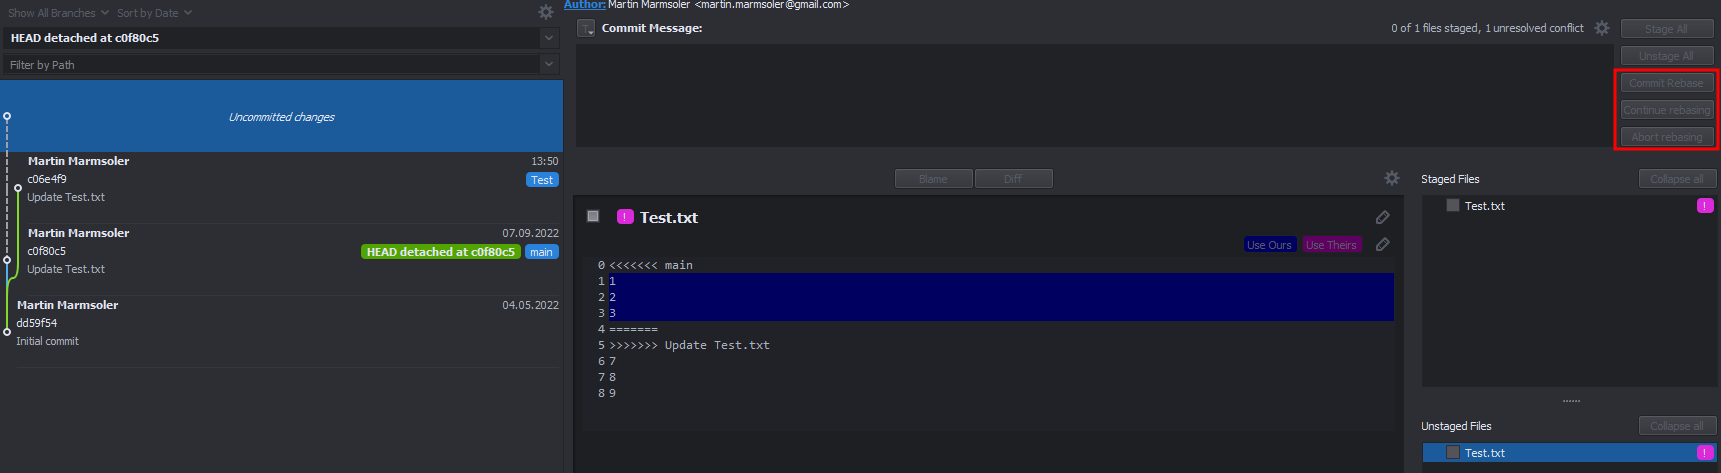 Show All Branches Sort by Date
HEAD detached at c0f80c5
Filter by Path
Uncommitted changes
Martin Marmsoler 13:50
c06e4f9 Test
Update Test.txt
Martin Marmsoler 07.09.2022
c0f80c5 HEAD detached at c0f80c5 main
Update Test.txt
Martin Marmsoler 04.05.2022
dd59f54
Initial commit
Author: Martin Marmsoler <martin.marmsoler@gmail.com>
T Commit Message: 0 of 1 files staged, 1 unresolved conflict
Stage All
Unstage All
Commit Rebase
Continue rebasing
Abort rebasing
Blame Diff
! Test.txt
Use Ours Use Theirs
0 <<<<<<< main
1 1
2 2
3 3
4 =======
5 >>>>>>> Update Test.txt
6 7
7 8
8 9
Staged Files Collapse all
Test.txt !
Unstaged Files Collapse all
Test.txt !